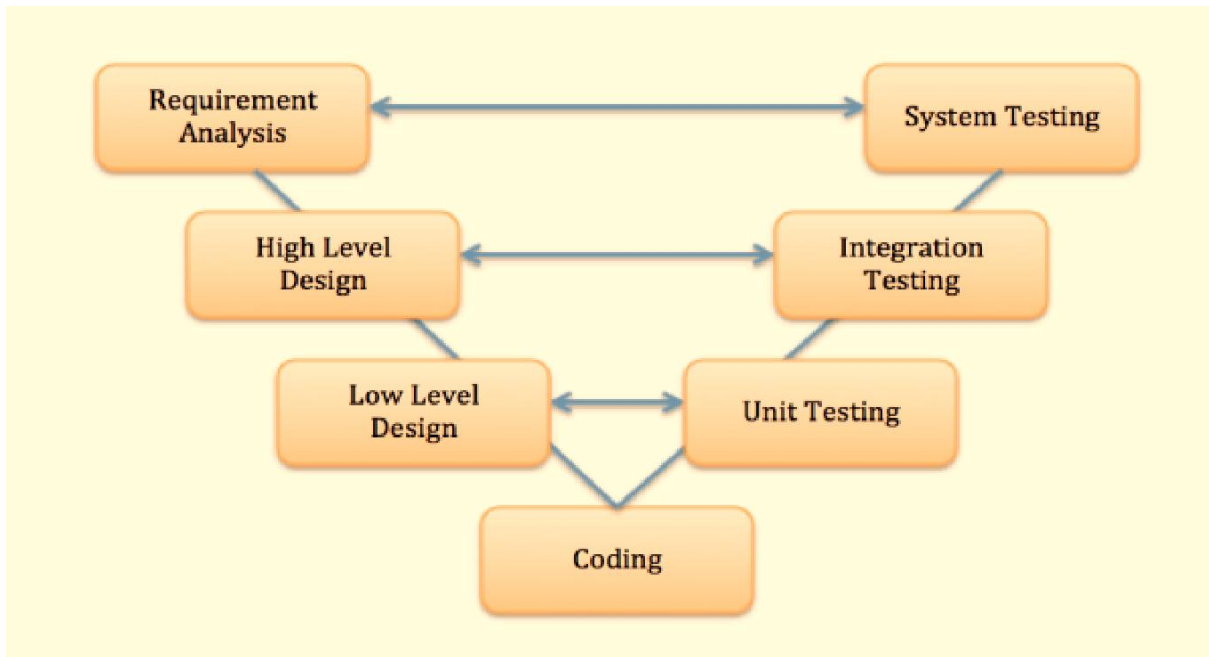 Requirement
Analysis
System Testing
High Level
Design
Integration
Testing
Low Level
Design
Unit Testing
Coding